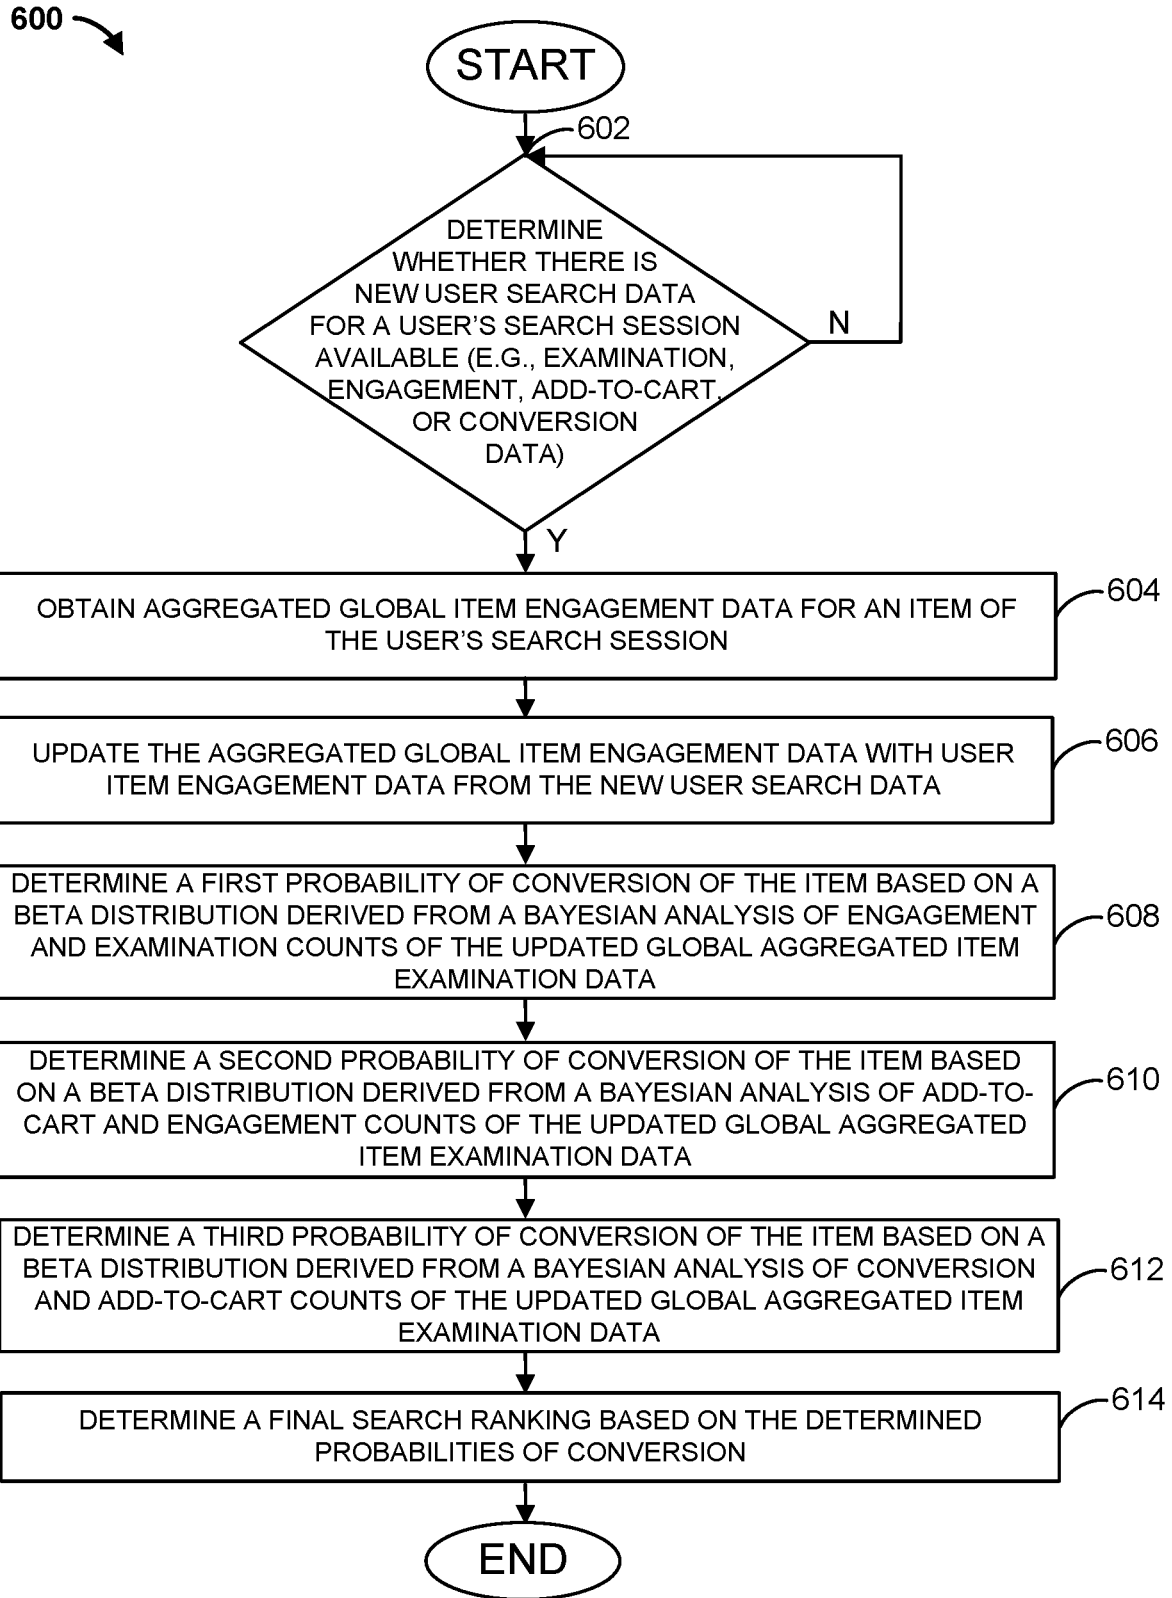 600
START
602
DETERMINE
WHETHER THERE IS
NEW USER SEARCH DATA
FOR A USER'S SEARCH SESSION
AVAILABLE (E.G., EXAMINATION,
ENGAGEMENT, ADD-TO-CART,
OR CONVERSION
DATA)
N
Y
OBTAIN AGGREGATED GLOBAL ITEM ENGAGEMENT DATA FOR AN ITEM OF
THE USER'S SEARCH SESSION
604
UPDATE THE AGGREGATED GLOBAL ITEM ENGAGEMENT DATA WITH USER
ITEM ENGAGEMENT DATA FROM THE NEW USER SEARCH DATA
606
DETERMINE A FIRST PROBABILITY OF CONVERSION OF THE ITEM BASED ON A
BETA DISTRIBUTION DERIVED FROM A BAYESIAN ANALYSIS OF ENGAGEMENT
AND EXAMINATION COUNTS OF THE UPDATED GLOBAL AGGREGATED ITEM
EXAMINATION DATA
608
DETERMINE A SECOND PROBABILITY OF CONVERSION OF THE ITEM BASED
ON A BETA DISTRIBUTION DERIVED FROM A BAYESIAN ANALYSIS OF ADD-TO-
CART AND ENGAGEMENT COUNTS OF THE UPDATED GLOBAL AGGREGATED
ITEM EXAMINATION DATA
610
DETERMINE A THIRD PROBABILITY OF CONVERSION OF THE ITEM BASED ON A
BETA DISTRIBUTION DERIVED FROM A BAYESIAN ANALYSIS OF CONVERSION
AND ADD-TO-CART COUNTS OF THE UPDATED GLOBAL AGGREGATED ITEM
EXAMINATION DATA
612
DETERMINE A FINAL SEARCH RANKING BASED ON THE DETERMINED
PROBABILITIES OF CONVERSION
614
END